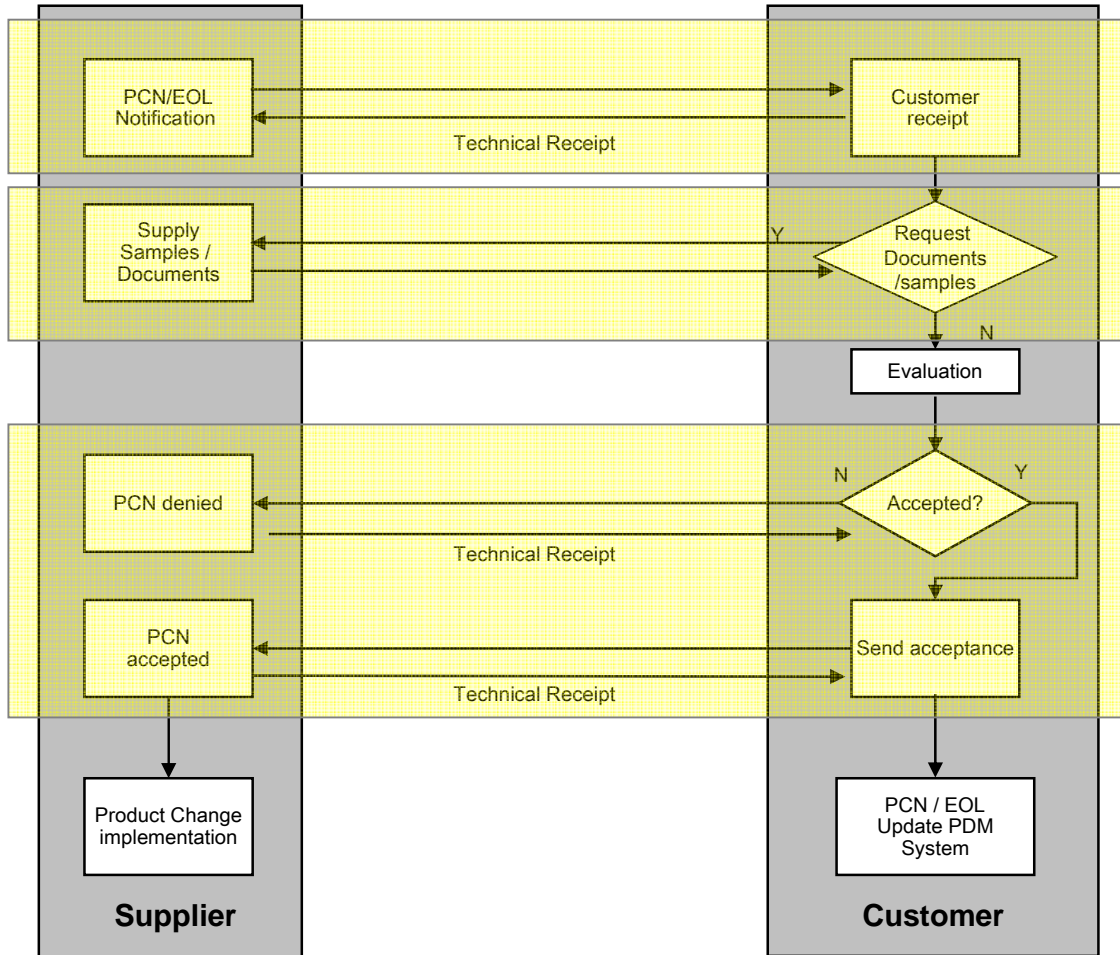 PCN/EOL
Notification
Customer
receipt
Technical Receipt
Supply
Samples /
Documents
Y
Request
Documents
/samples
N
Evaluation
PCN denied
N
Accepted?
Y
Technical Receipt
PCN
accepted
Send acceptance
Technical Receipt
Product Change
implementation
PCN / EOL
Update PDM
System
Supplier
Customer